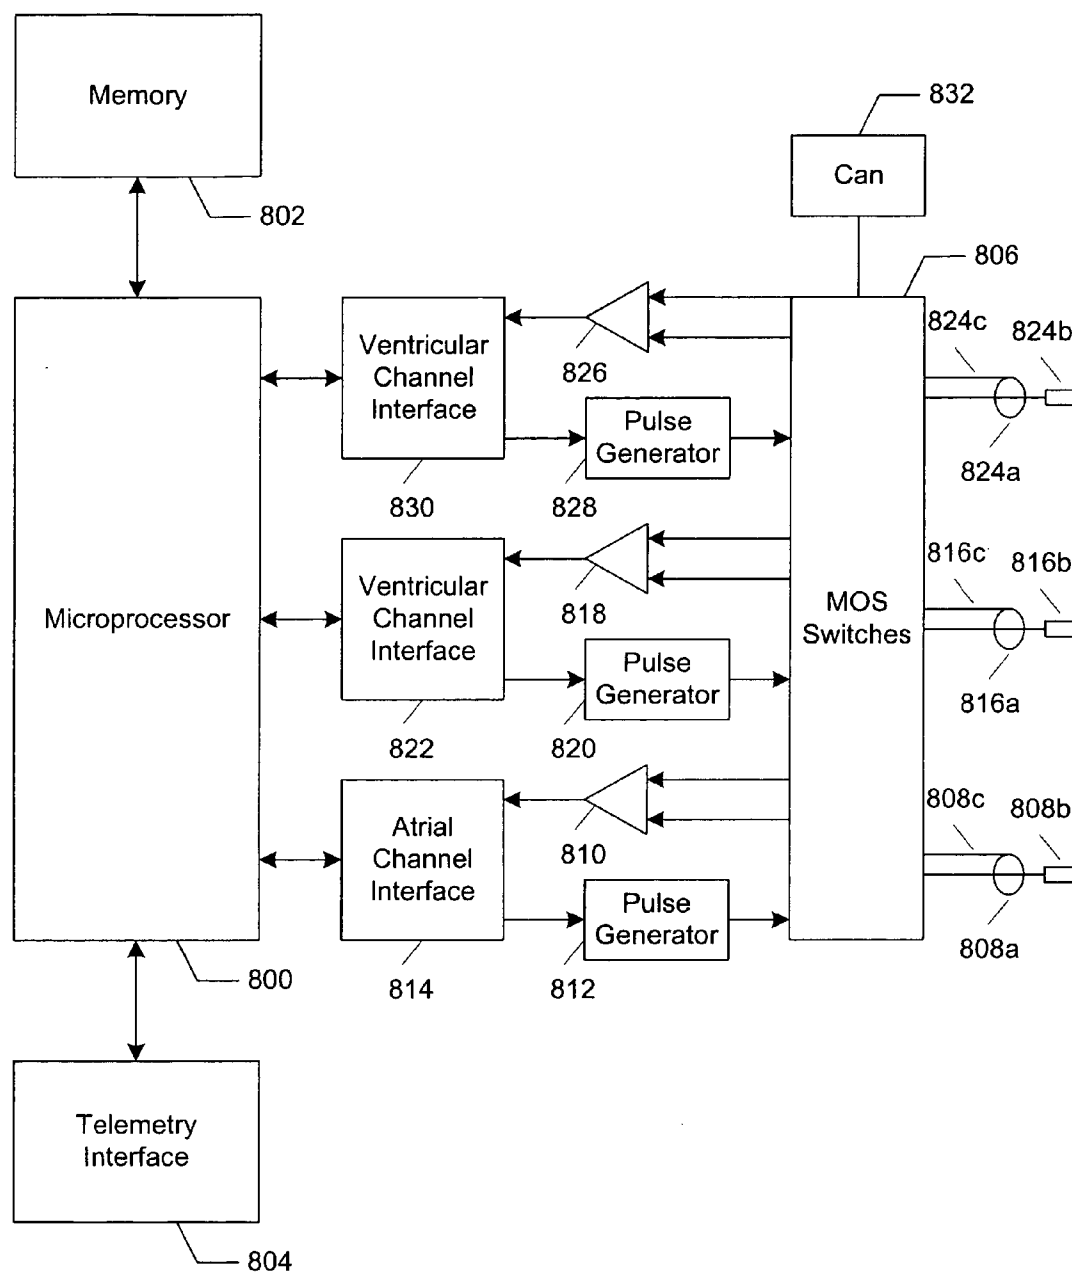 Memory
802
832
Can
806
824c
824b
824a
Ventricular
Channel
Interface
826
Pulse
Generator
830
828
Microprocessor
Ventricular
Channel
Interface
818
Pulse
Generator
822
820
MOS
Switches
816c
816b
816a
Atrial
Channel
Interface
810
Pulse
Generator
814
812
808c
808b
808a
800
Telemetry
Interface
804